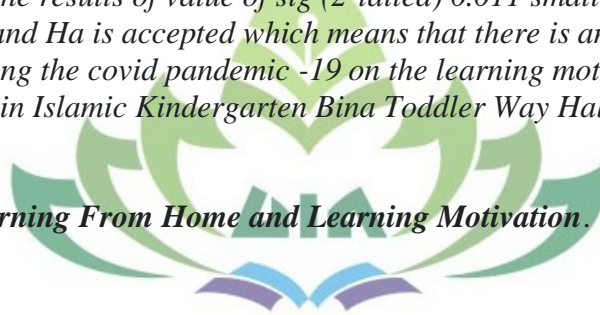 he results of value of sig (2-tailed) 0.011 small
and Ha is accepted which means that there is an
ng the covid pandemic -19 on the learning mot
in Islamic Kindergarten Bina Toddler Way Hal
rning From Home and Learning Motivation.